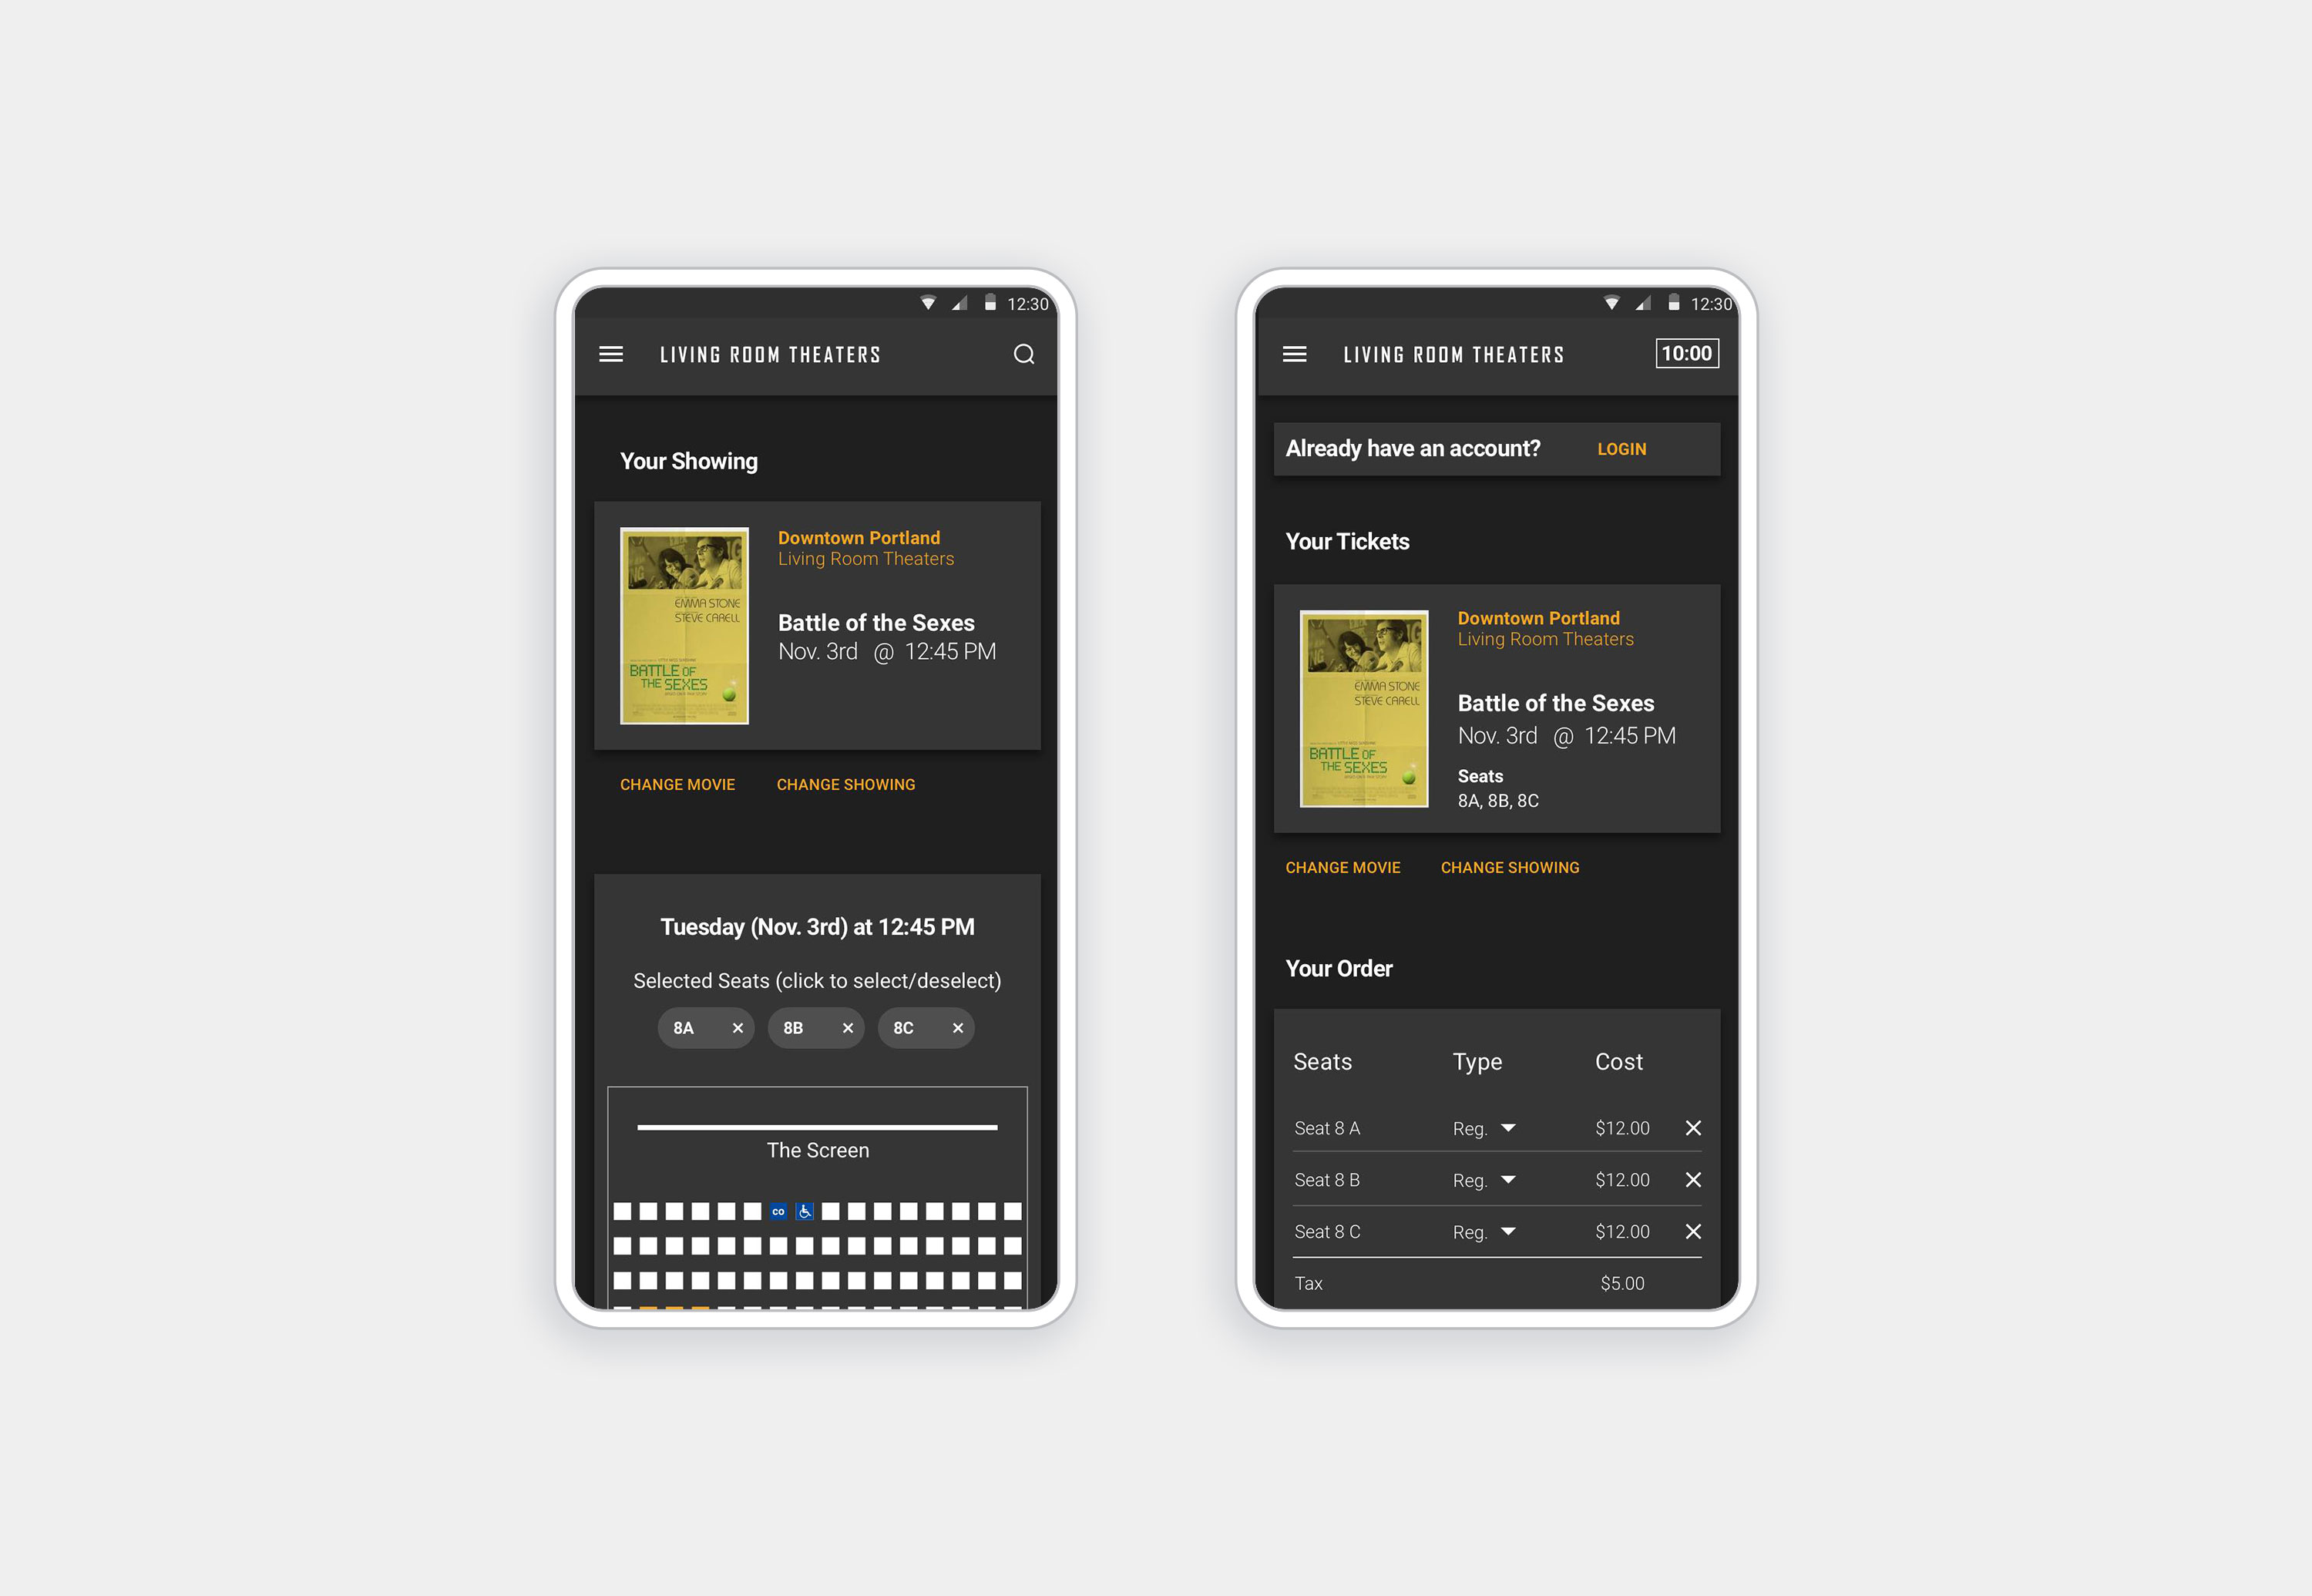 12:30
LIVING ROOM THEATERS
Your Showing
EMMA STONE
STEVE CARELL
BATTLE OF
THE SEXES
Downtown Portland
Living Room Theaters
Battle of the Sexes
Nov. 3rd @ 12:45 PM
CHANGE MOVIE CHANGE SHOWING
Tuesday (Nov. 3rd) at 12:45 PM
Selected Seats (click to select/deselect)
8A × 8B × 8C ×
The Screen
CO
12:30
LIVING ROOM THEATERS 10:00
Already have an account? LOGIN
Your Tickets
EMMA STONE
STEVE CARELL
BATTLE OF
THE SEXES
Downtown Portland
Living Room Theaters
Battle of the Sexes
Nov. 3rd @ 12:45 PM
Seats
8A, 8B, 8C
CHANGE MOVIE CHANGE SHOWING
Your Order
Seats Type Cost
Seat 8 A Reg. $12.00
Seat 8 B Reg. $12.00
Seat 8 C Reg. $12.00
Tax $5.00